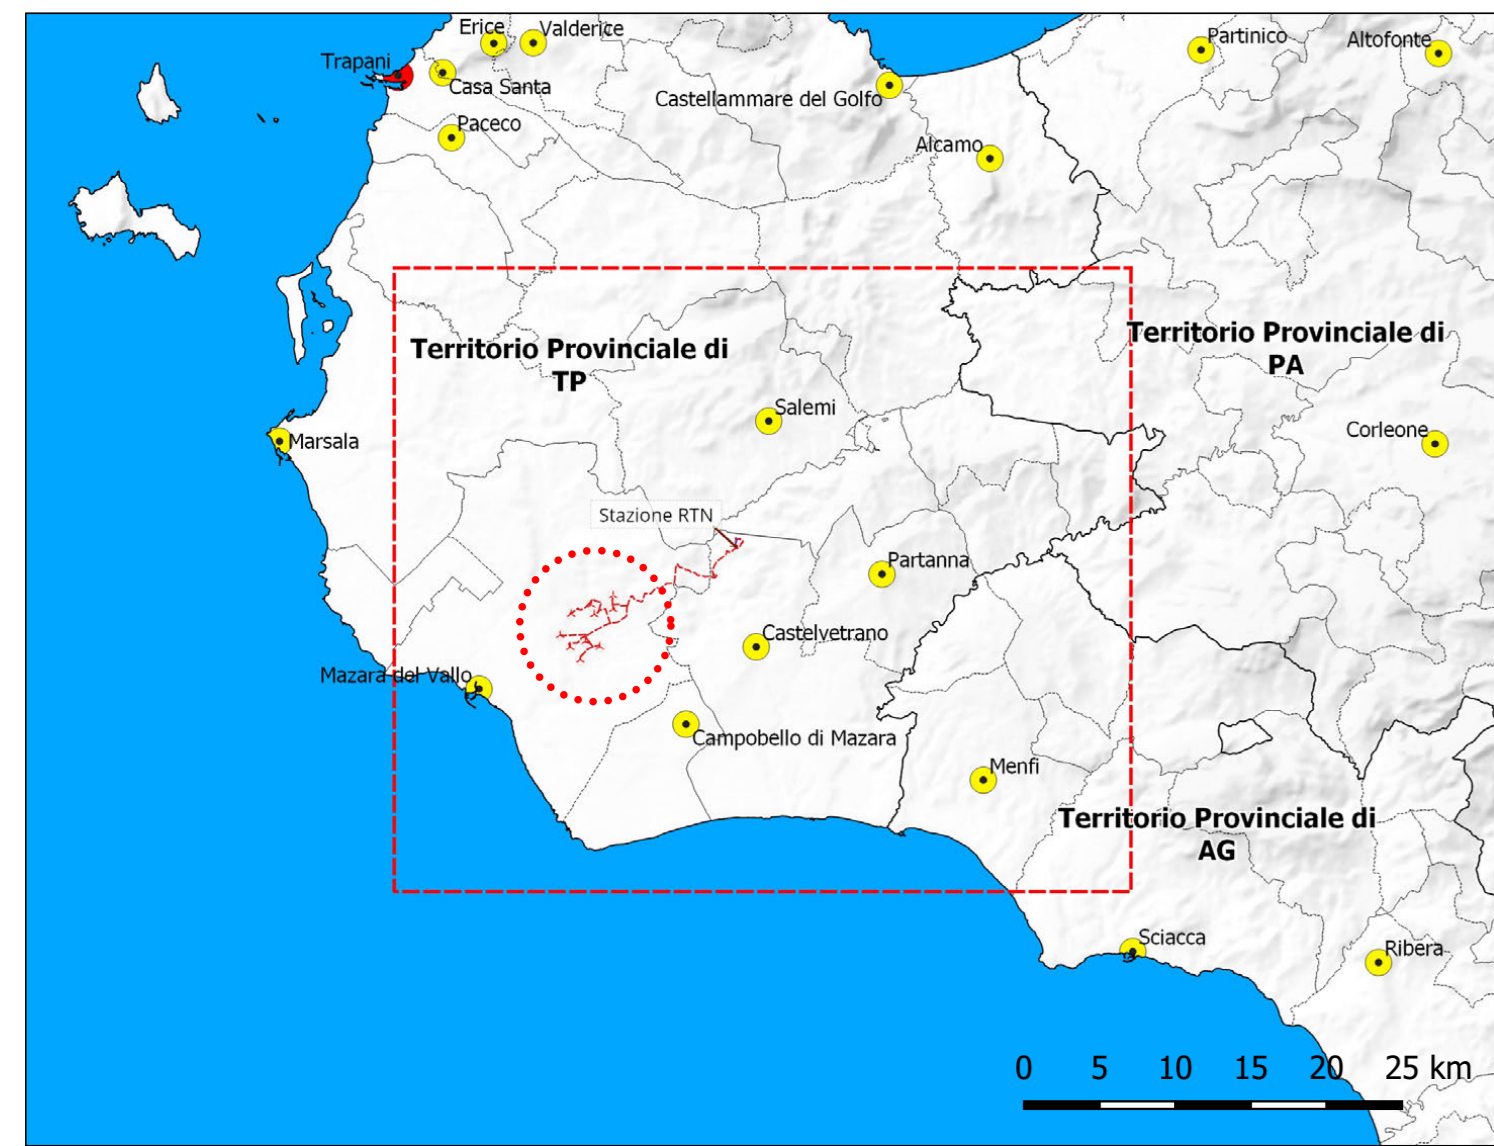 Erice
Valderice
Trapani
Casa Santa
Paceco
Castellammare del Golfo
Alcamo
Partinico
Altofonte
Territorio Provinciale di
TP
Territorio Provinciale di
PA
Salemi
Marsala
Corleone
Stazione RTN
Partanna
Castelvetrano
Mazara del Vallo
Campobello di Mazara
Menfi
Territorio Provinciale di
AG
Sciacca
Ribera
0 5 10 15 20 25 km